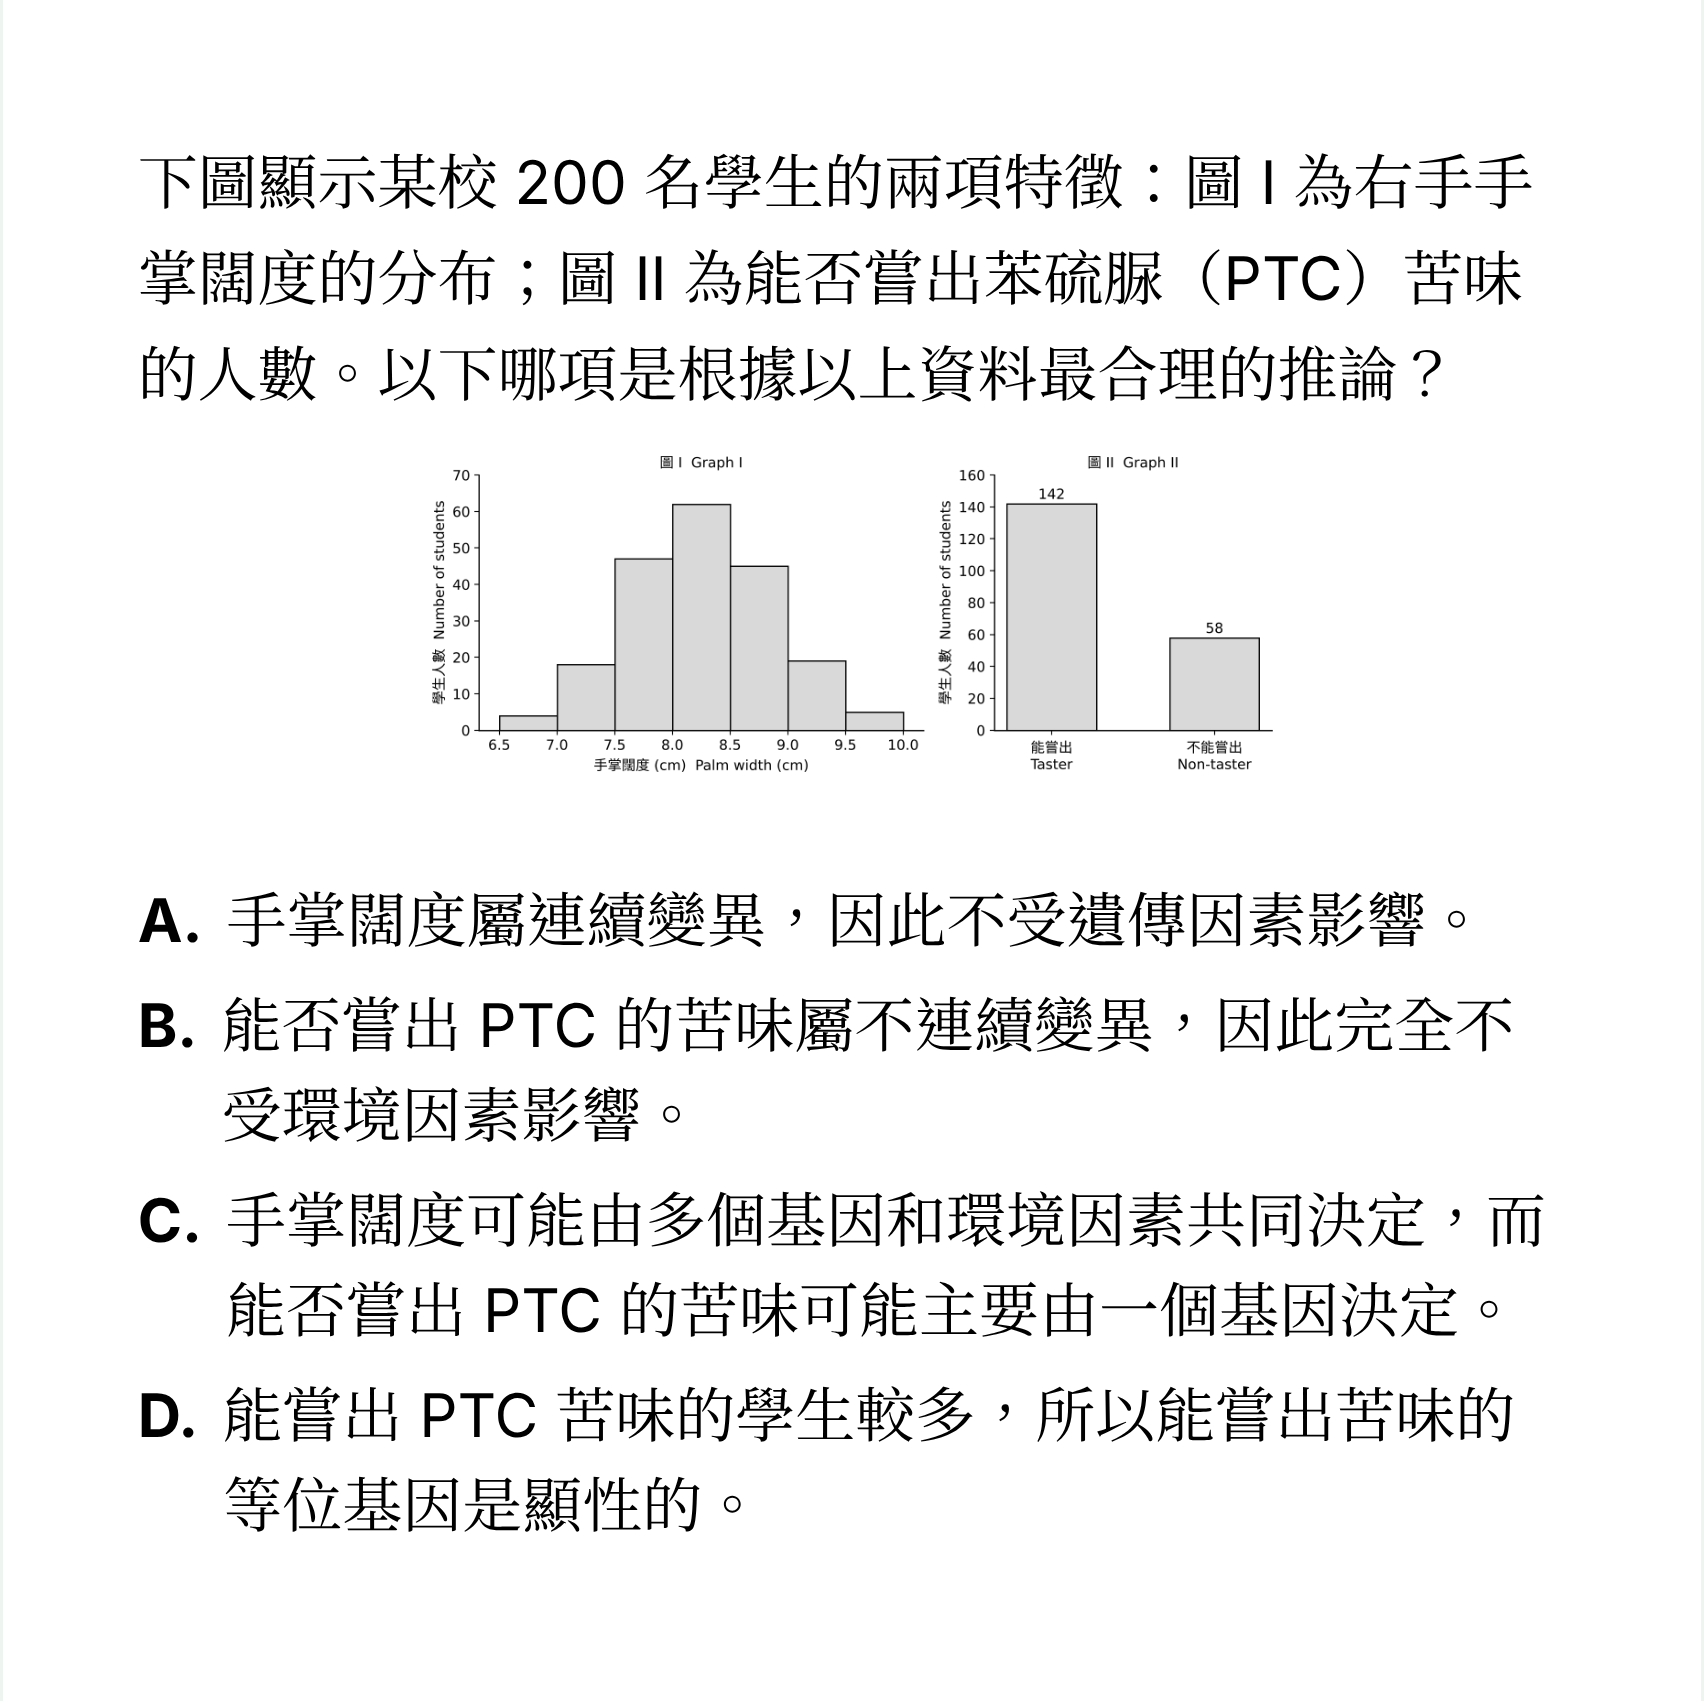 下圖顯示某校 200 名學生的兩項特徵：圖 I 為右手手
掌闊度的分布；圖 II 為能否嘗出苯硫脲（PTC）苦味
的人數。以下哪項是根據以上資料最合理的推論？
圖 I  Graph I
學生人數  Number of students
70
60
50
40
30
20
10
0
6.5 7.0 7.5 8.0 8.5 9.0 9.5 10.0
手掌闊度 (cm)  Palm width (cm)
圖 II  Graph II
學生人數  Number of students
160
140
120
100
80
60
40
20
0
142
58
能嘗出
Taster
不能嘗出
Non-taster
A. 手掌闊度屬連續變異，因此不受遺傳因素影響。
B. 能否嘗出 PTC 的苦味屬不連續變異，因此完全不
受環境因素影響。
C. 手掌闊度可能由多個基因和環境因素共同決定，而
能否嘗出 PTC 的苦味可能主要由一個基因決定。
D. 能嘗出 PTC 苦味的學生較多，所以能嘗出苦味的
等位基因是顯性的。